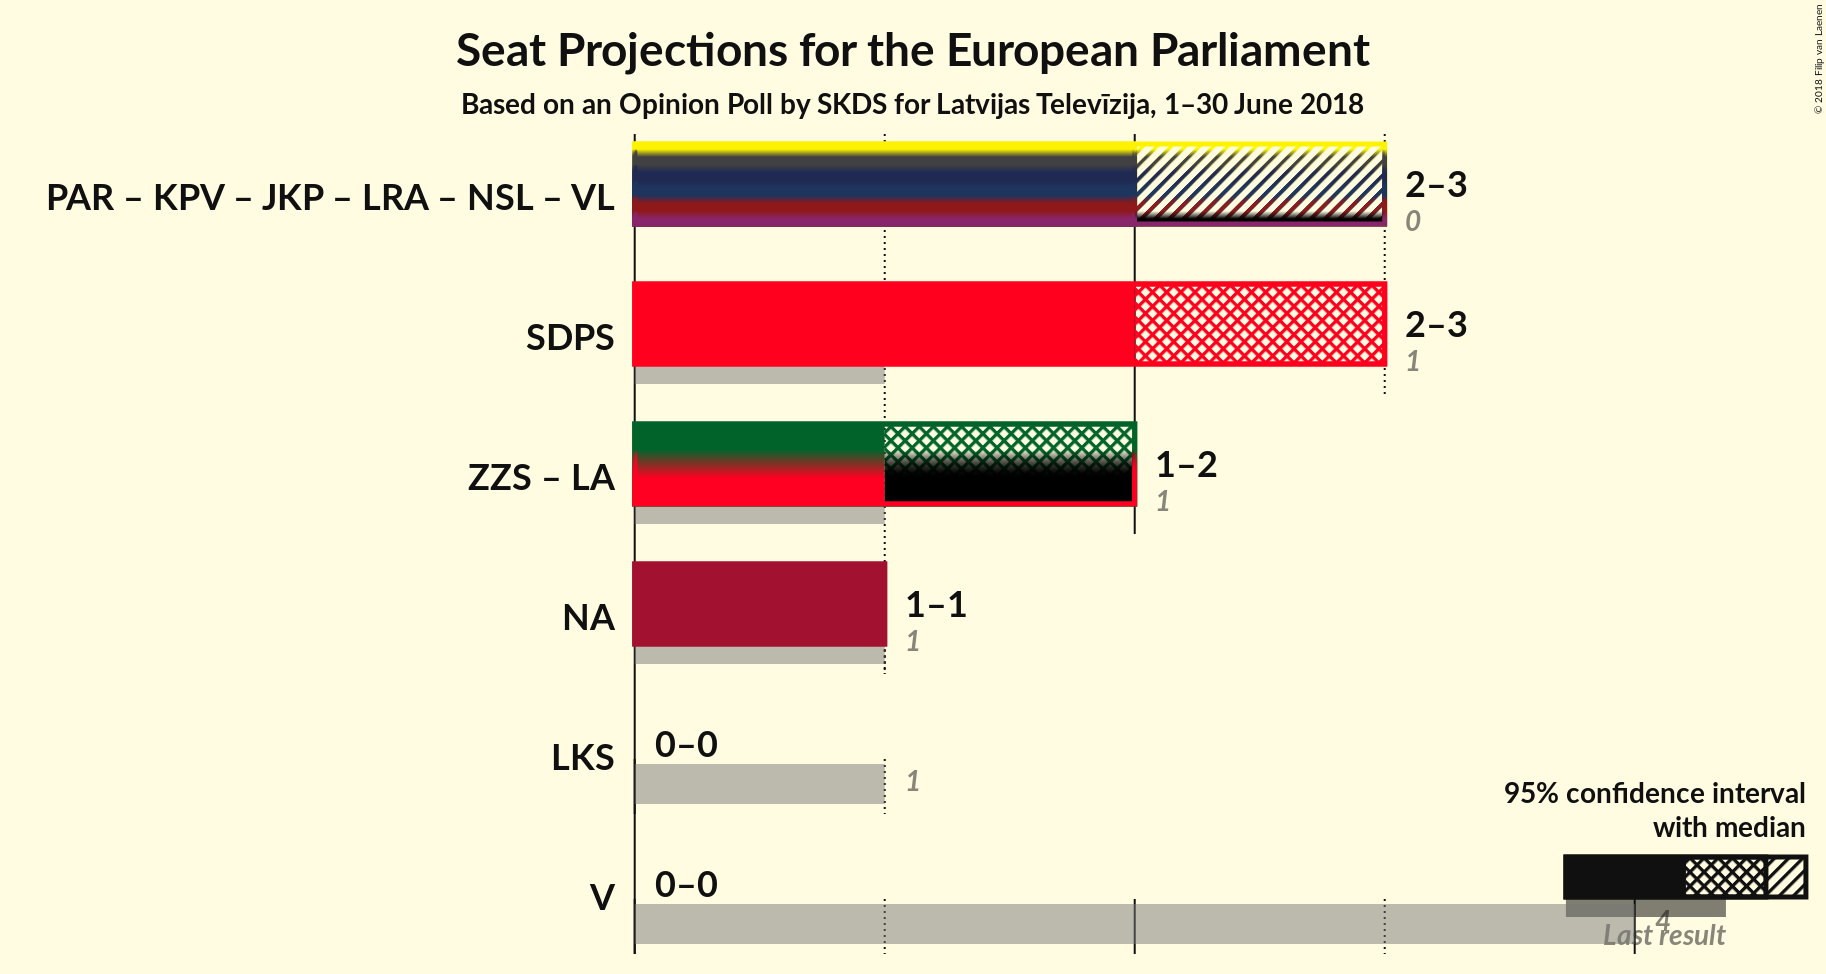 Seat Projections for the European Parliament
Based on an Opinion Poll by SKDS for Latvijas Televīzija, 1–30 June 2018
© 2018 Filip van Laenen
PAR – KPV – JKP – LRA – NSL – VL
2–3
0
SDPS
2–3
1
ZZS – LA
1–2
1
NA
1–1
1
LKS
0–0
1
V
0–0
4
95% confidence interval
with median
Last result